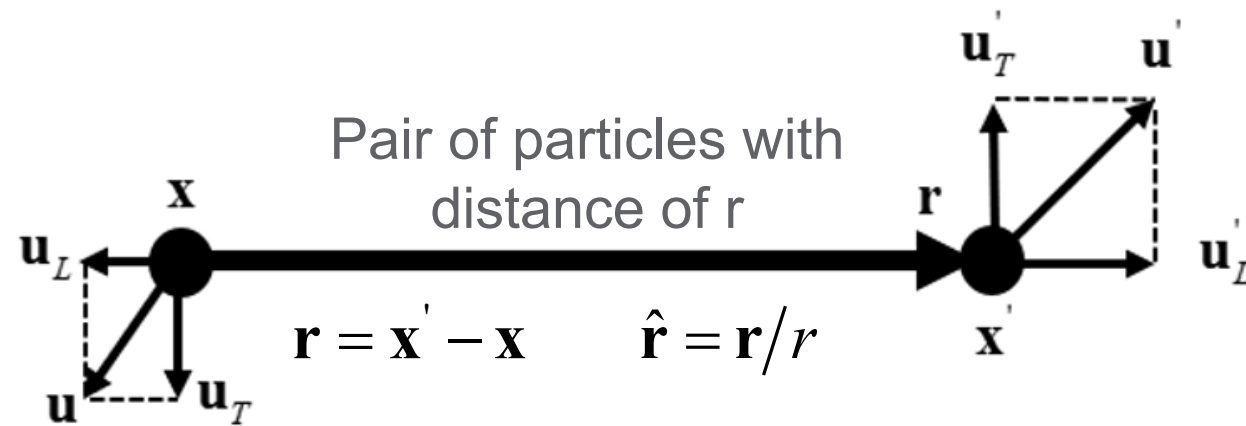 u'_T u'
Pair of particles with
distance of r
x r
u_L u'_L
r = x' − x r̂ = r/r
x'
u u_T